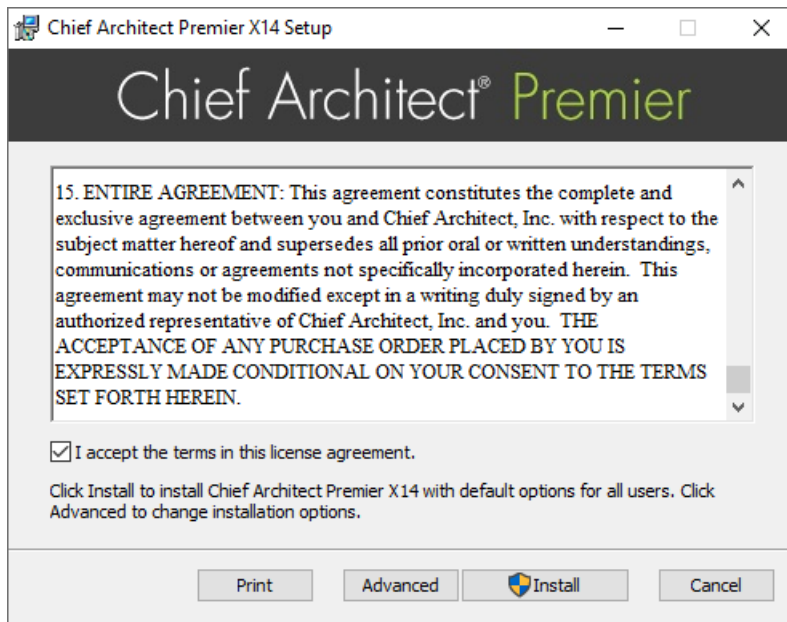 Chief Architect Premier X14 Setup
Chief Architect® Premier
15. ENTIRE AGREEMENT: This agreement constitutes the complete and
exclusive agreement between you and Chief Architect, Inc. with respect to the
subject matter hereof and supersedes all prior oral or written understandings,
communications or agreements not specifically incorporated herein.  This
agreement may not be modified except in a writing duly signed by an
authorized representative of Chief Architect, Inc. and you.  THE
ACCEPTANCE OF ANY PURCHASE ORDER PLACED BY YOU IS
EXPRESSLY MADE CONDITIONAL ON YOUR CONSENT TO THE TERMS
SET FORTH HEREIN.
I accept the terms in this license agreement.
Click Install to install Chief Architect Premier X14 with default options for all users. Click
Advanced to change installation options.
Print Advanced Install Cancel